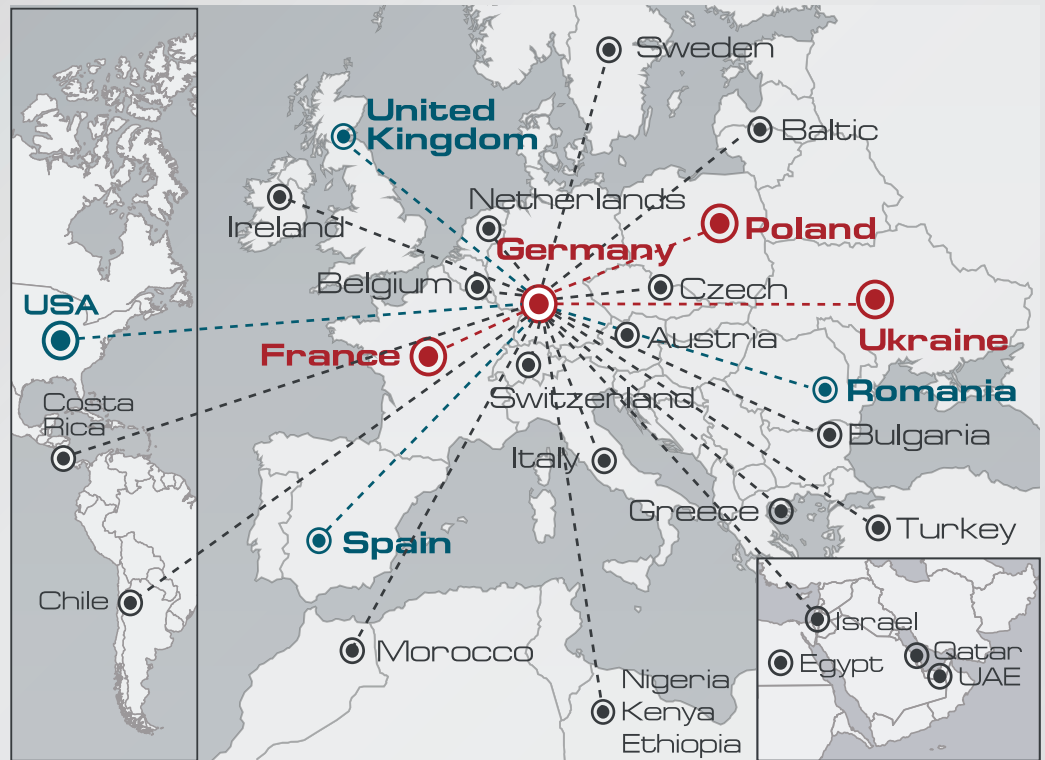 Sweden
United
Kingdom
Baltic
Netherlands
Ireland
Poland
Germany
Belgium
Czech
USA
Ukraine
Austria
France
Switzerland
Romania
Costa
Rica
Bulgaria
Italy
Greece
Turkey
Spain
Chile
Israel
Morocco
Qatar
Egypt
UAE
Nigeria
Kenya
Ethiopia